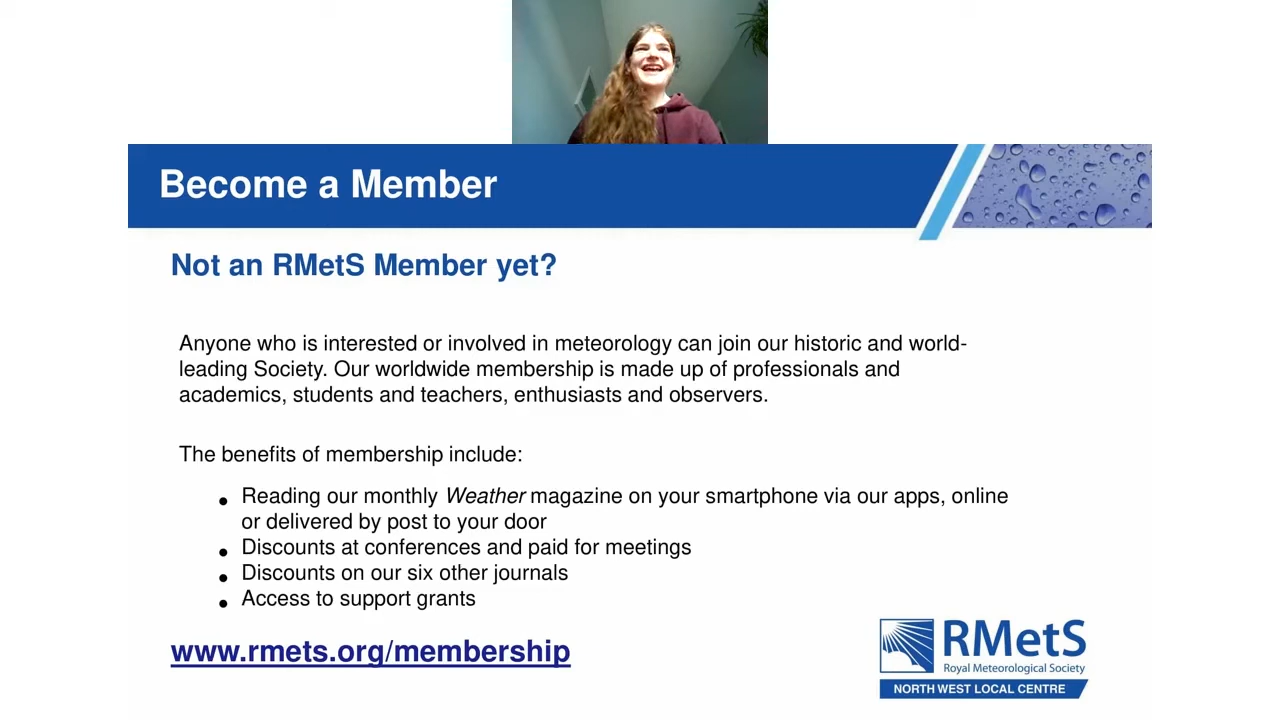 Become a Member
Not an RMetS Member yet?
Anyone who is interested or involved in meteorology can join our historic and world-
leading Society. Our worldwide membership is made up of professionals and
academics, students and teachers, enthusiasts and observers.
The benefits of membership include:
• Reading our monthly Weather magazine on your smartphone via our apps, online
or delivered by post to your door
• Discounts at conferences and paid for meetings
• Discounts on our six other journals
• Access to support grants
www.rmets.org/membership
RMetS
Royal Meteorological Society
NORTH WEST LOCAL CENTRE